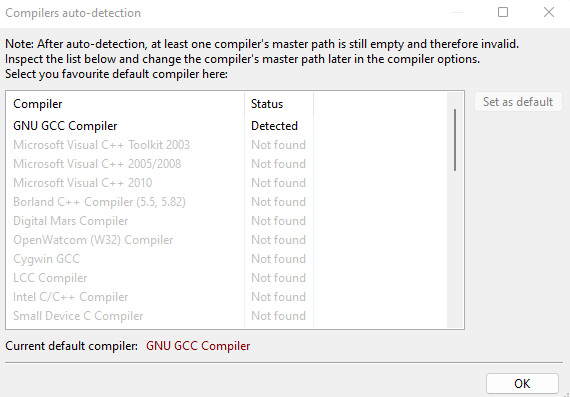 Compilers auto-detection
Note: After auto-detection, at least one compiler's master path is still empty and therefore invalid.
Inspect the list below and change the compiler's master path later in the compiler options.
Select you favourite default compiler here:
Compiler Status
Set as default
GNU GCC Compiler Detected
Microsoft Visual C++ Toolkit 2003 Not found
Microsoft Visual C++ 2005/2008 Not found
Microsoft Visual C++ 2010 Not found
Borland C++ Compiler (5.5, 5.82) Not found
Digital Mars Compiler Not found
OpenWatcom (W32) Compiler Not found
Cygwin GCC Not found
LCC Compiler Not found
Intel C/C++ Compiler Not found
Small Device C Compiler Not found
Current default compiler: GNU GCC Compiler
OK